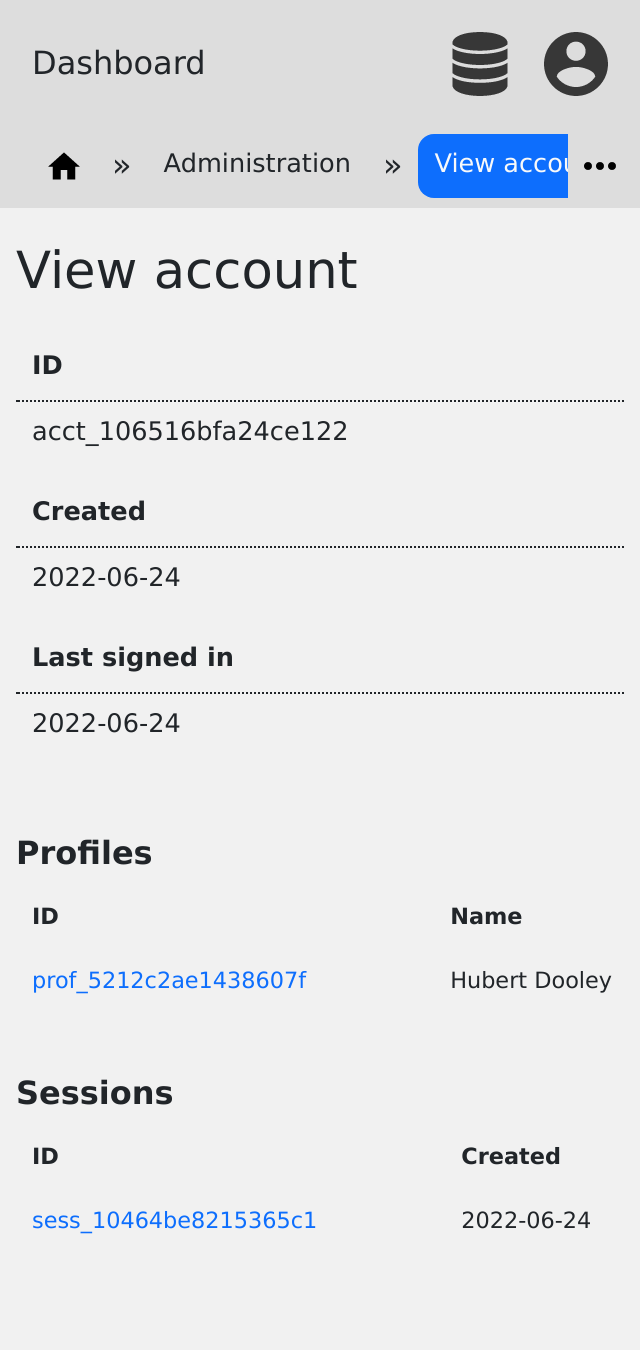 Dashboard
» Administration » View accou
View account
ID
acct_106516bfa24ce122
Created
2022-06-24
Last signed in
2022-06-24
Profiles
ID Name
prof_5212c2ae1438607f Hubert Dooley
Sessions
ID Created
sess_10464be8215365c1 2022-06-24